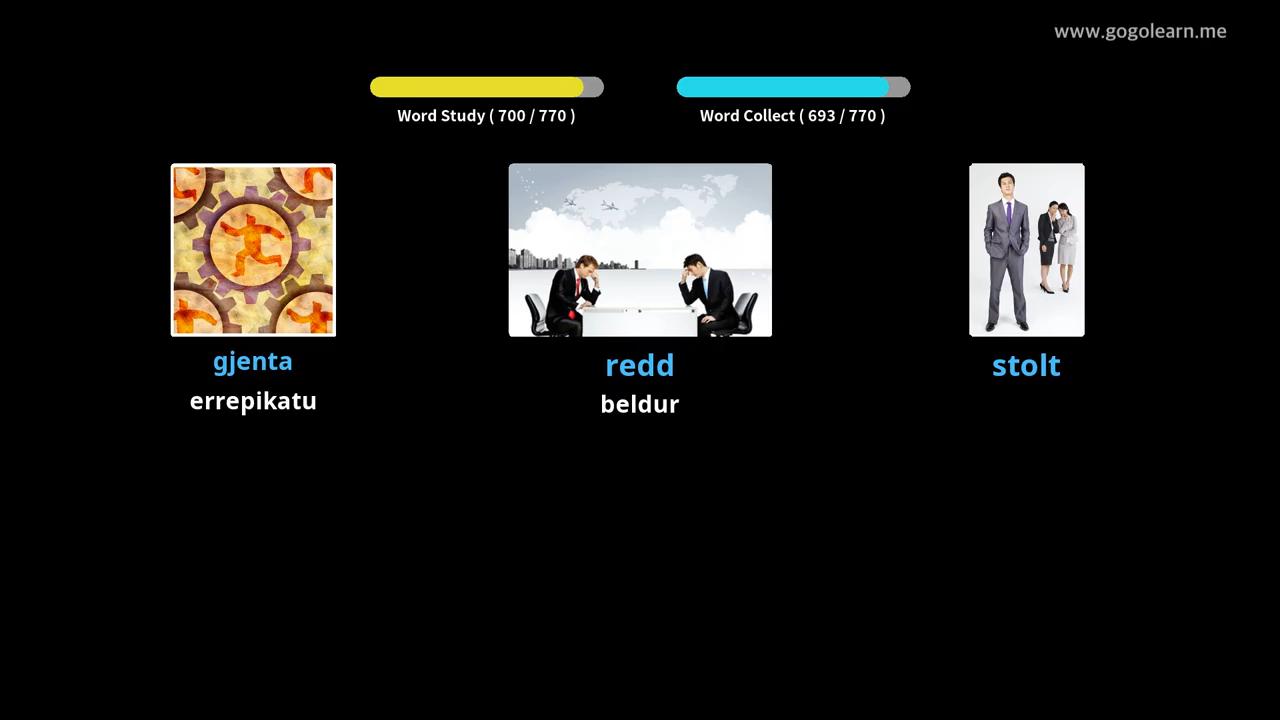 www.gogolearn.me
Word Study ( 700 / 770 )
Word Collect ( 693 / 770 )
gjenta
redd
stolt
errepikatu
beldur